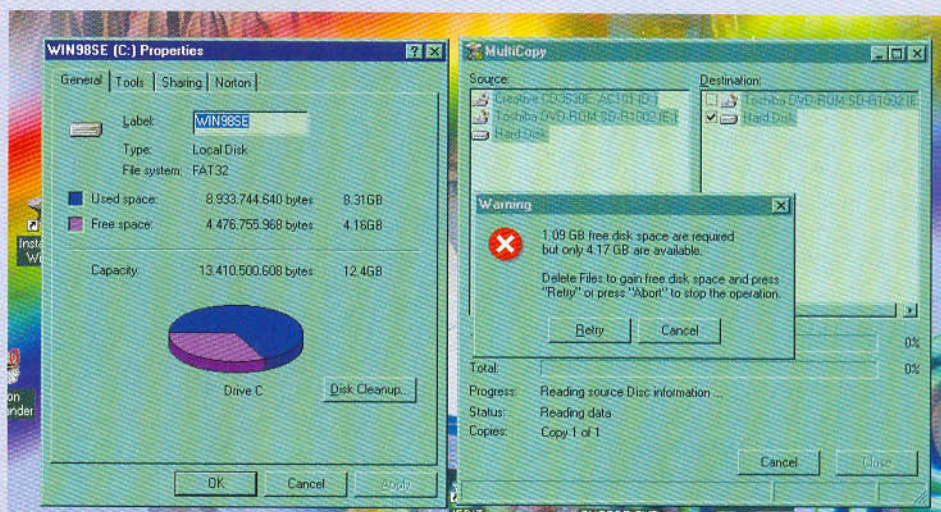 WIN98SE (C:) Properties
General Tools Sharing Norton
Label: WIN98SE
Type: Local Disk
File system: FAT32
Used space: 8.933.744.640 bytes 8.31GB
Free space: 4.476.755.968 bytes 4.16GB
Capacity: 13.410.500.608 bytes 12.4GB
Drive C
Disk Cleanup...
OK Cancel Apply
MultiCopy
Source:
Creative CD3630E AC101 (D:)
Toshiba DVD-ROM SD-R1002 (E:)
Hard Disk
Destination:
Toshiba DVD-ROM SD-R1002 (E
Hard Disk
Warning
1.09 GB free disk space are required
but only 4.17 GB are available.
Delete Files to gain free disk space and press
"Retry" or press "Abort" to stop the operation.
Retry Cancel
0%
Total: 0%
Progress: Reading source Disc information ...
Status: Reading data
Copies: Copy 1 of 1
Cancel Close
Insta
Wi
on
ander